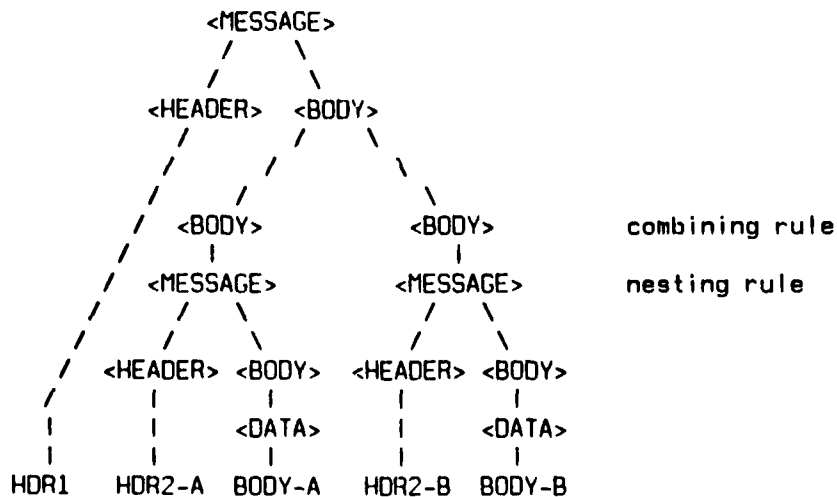 <MESSAGE>
<HEADER> <BODY>
<BODY> <BODY> combining rule
<MESSAGE> <MESSAGE> nesting rule
<HEADER> <BODY> <HEADER> <BODY>
<DATA> <DATA>
HDR1 HDR2-A BODY-A HDR2-B BODY-B